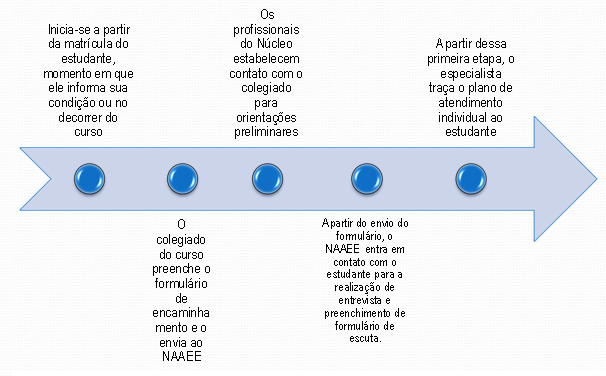 Inicia-se a partir
da matrícula do
estudante,
momento em que
ele informa sua
condição ou no
decorrer do
curso
O
colegiado
do curso
preenche o
formulário
de
encaminha
mento e o
envia ao
NAAEE
Os
profissionais
do Núcleo
estabelecem
contato com o
colegiado
para
orientações
preliminares
Apartir do envio do
formulário, o
NAAEE entra em
contato com o
estudante para a
realização de
entrevista e
preenchimento de
formulário de
escuta.
A partir dessa
primeira etapa, o
especialista
traça o plano de
atendimento
individual ao
estudante